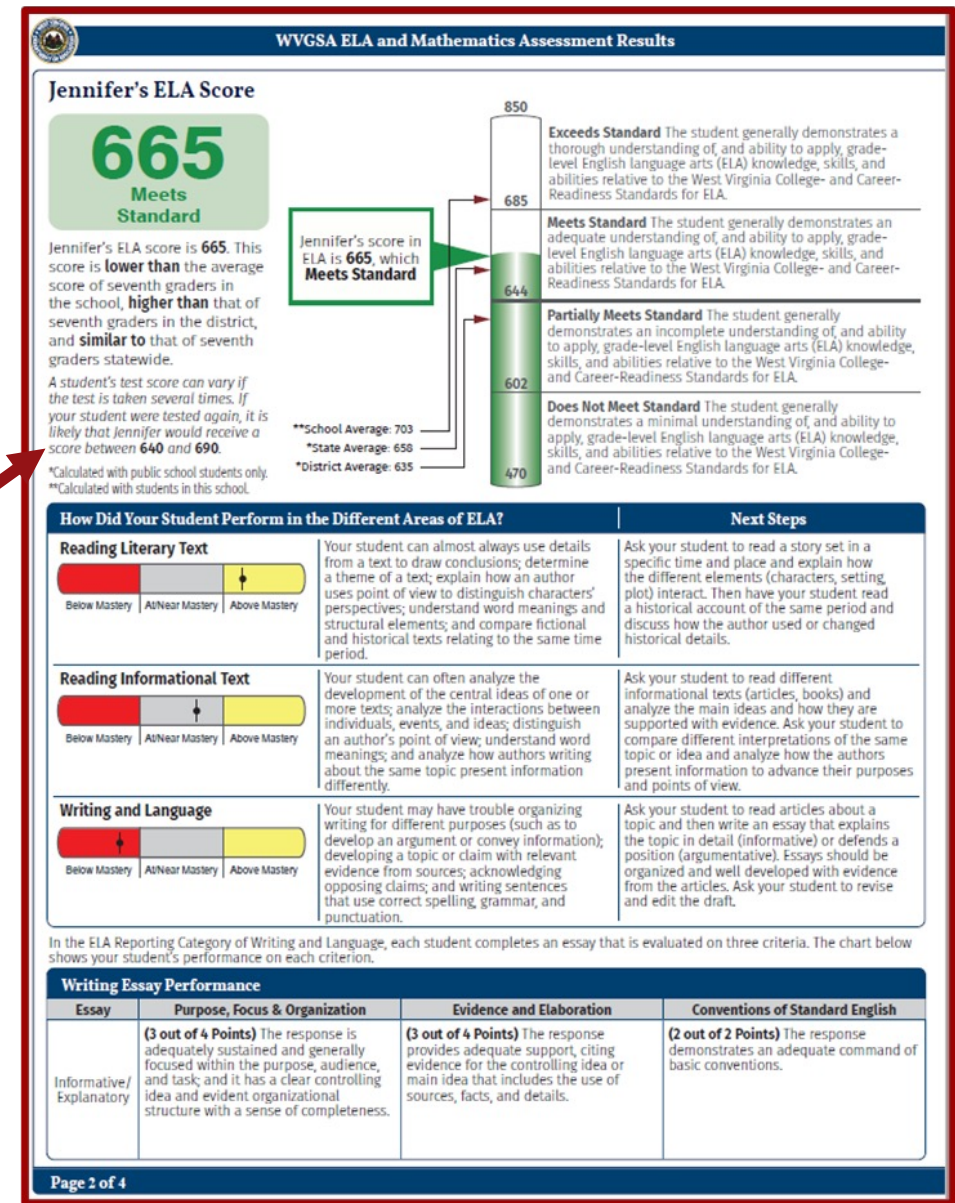 WVGSA ELA and Mathematics Assessment Results
Jennifer's ELA Score
665
Meets
Standard
Jennifer's ELA score is 665. This
score is lower than the average
score of seventh graders in
the school, higher than that of
seventh graders in the district,
and similar to that of seventh
graders statewide.
A student's test score can vary if
the test is taken several times. If
your student were tested again, it is
likely that Jennifer would receive a
score between 640 and 690.
*Calculated with public school students only.
**Calculated with students in this school.
Jennifer's score in
ELA is 665, which
Meets Standard
**School Average: 703
*State Average: 658
*District Average: 635
850
685
644
602
470
Exceeds Standard The student generally demonstrates a
thorough understanding of, and ability to apply, grade-
level English language arts (ELA) knowledge, skills, and
abilities relative to the West Virginia College- and Career-
Readiness Standards for ELA.
Meets Standard The student generally demonstrates an
adequate understanding of, and ability to apply, grade-
level English language arts (ELA) knowledge, skills, and
abilities relative to the West Virginia College- and Career-
Readiness Standards for ELA.
Partially Meets Standard The student generally
demonstrates an incomplete understanding of, and ability
to apply, grade-level English language arts (ELA) knowledge,
skills, and abilities relative to the West Virginia College-
and Career-Readiness Standards for ELA.
Does Not Meet Standard The student generally
demonstrates a minimal understanding of, and ability to
apply, grade-level English language arts (ELA) knowledge,
skills, and abilities relative to the West Virginia College-
and Career-Readiness Standards for ELA.
How Did Your Student Perform in the Different Areas of ELA?
Next Steps
Reading Literary Text
Below Mastery At/Near Mastery Above Mastery
Your student can almost always use details
from a text to draw conclusions; determine
a theme of a text; explain how an author
uses point of view to distinguish characters'
perspectives; understand word meanings and
structural elements; and compare fictional
and historical texts relating to the same time
period.
Ask your student to read a story set in a
specific time and place and explain how
the different elements (characters, setting,
plot) interact. Then have your student read
a historical account of the same period and
discuss how the author used or changed
historical details.
Reading Informational Text
Below Mastery At/Near Mastery Above Mastery
Your student can often analyze the
development of the central ideas of one or
more texts; analyze the interactions between
individuals, events, and ideas; distinguish
an author's point of view; understand word
meanings; and analyze how authors writing
about the same topic present information
differently.
Ask your student to read different
informational texts (articles, books) and
analyze the main ideas and how they are
supported with evidence. Ask your student to
compare different interpretations of the same
topic or idea and analyze how the authors
present information to advance their purposes
and points of view.
Writing and Language
Below Mastery At/Near Mastery Above Mastery
Your student may have trouble organizing
writing for different purposes (such as to
develop an argument or convey information);
developing a topic or claim with relevant
evidence from sources; acknowledging
opposing claims; and writing sentences
that use correct spelling, grammar, and
punctuation.
Ask your student to read articles about a
topic and then write an essay that explains
the topic in detail (informative) or defends a
position (argumentative). Essays should be
organized and well developed with evidence
from the articles. Ask your student to revise
and edit the draft.
In the ELA Reporting Category of Writing and Language, each student completes an essay that is evaluated on three criteria. The chart below
shows your student's performance on each criterion.
Writing Essay Performance
Essay
Purpose, Focus & Organization
Evidence and Elaboration
Conventions of Standard English
Informative/
Explanatory
(3 out of 4 Points) The response is
adequately sustained and generally
focused within the purpose, audience,
and task; and it has a clear controlling
idea and evident organizational
structure with a sense of completeness.
(3 out of 4 Points) The response
provides adequate support, citing
evidence for the controlling idea or
main idea that includes the use of
sources, facts, and details.
(2 out of 2 Points) The response
demonstrates an adequate command of
basic conventions.
Page 2 of 4